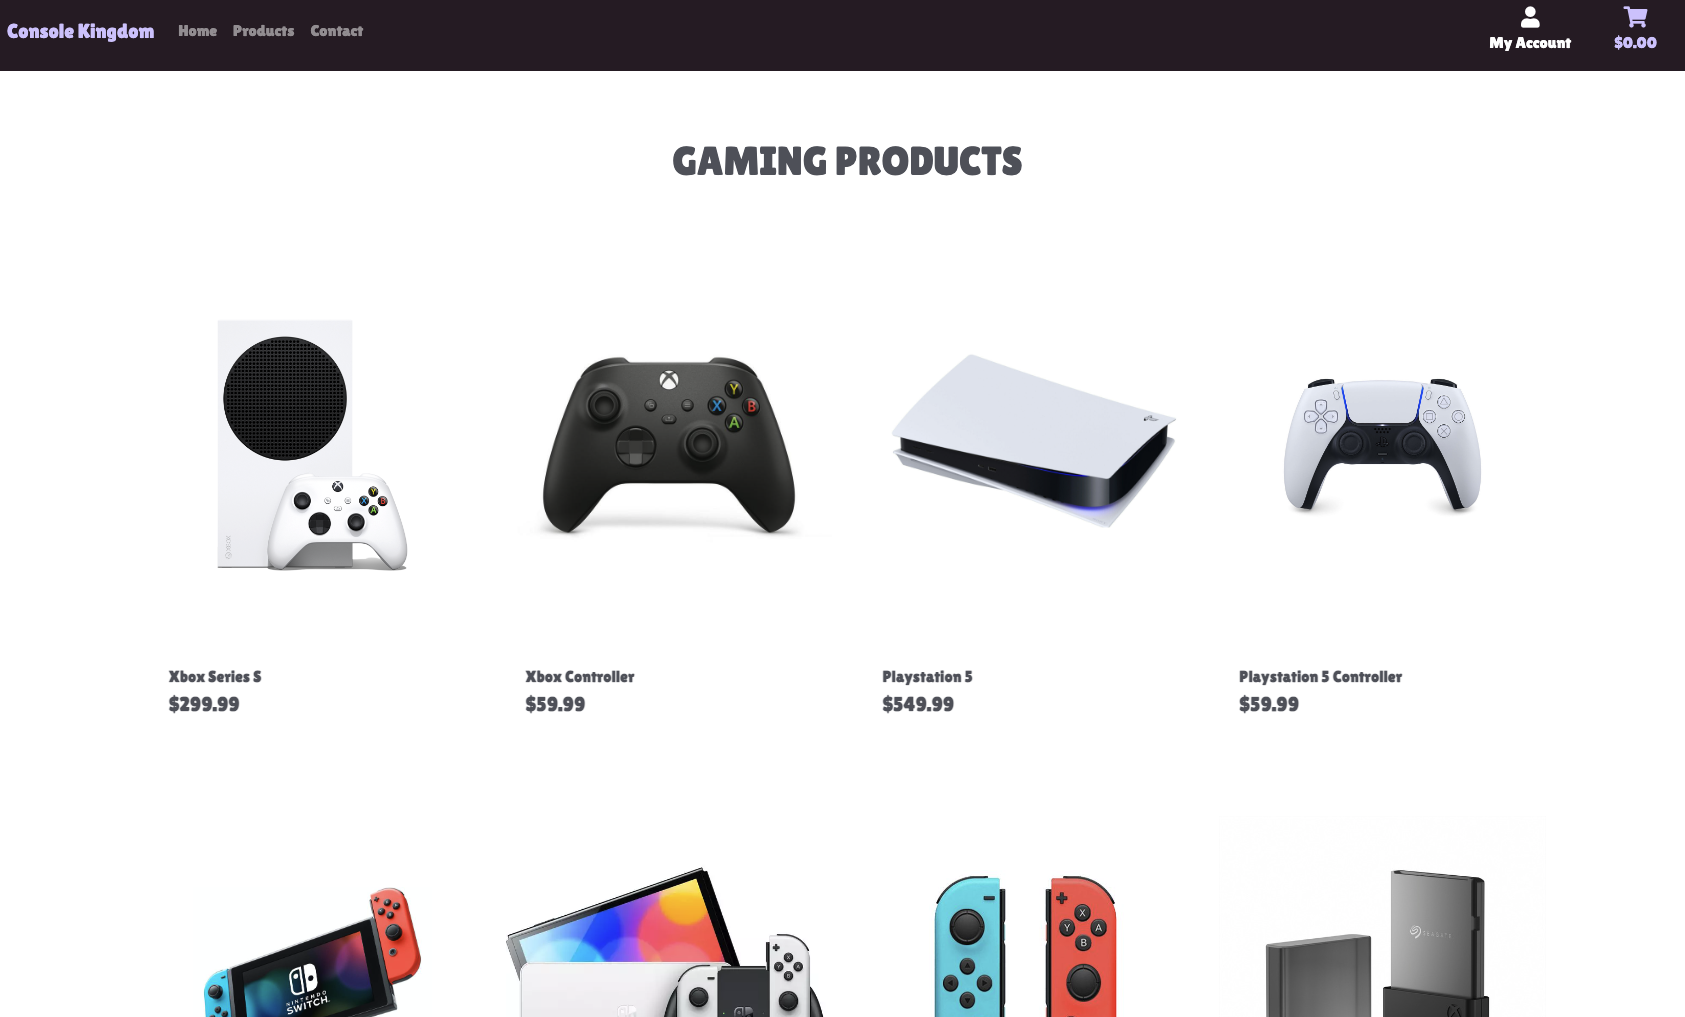 Console Kingdom Home Products Contact
My Account $0.00
GAMING PRODUCTS
Y
X B
A
Y
X B
A
Xbox Series S Xbox Controller Playstation 5 Playstation 5 Controller
$299.99 $59.99 $549.99 $59.99
X
Y A
B
SEAGATE
NINTENDO
SWITCH